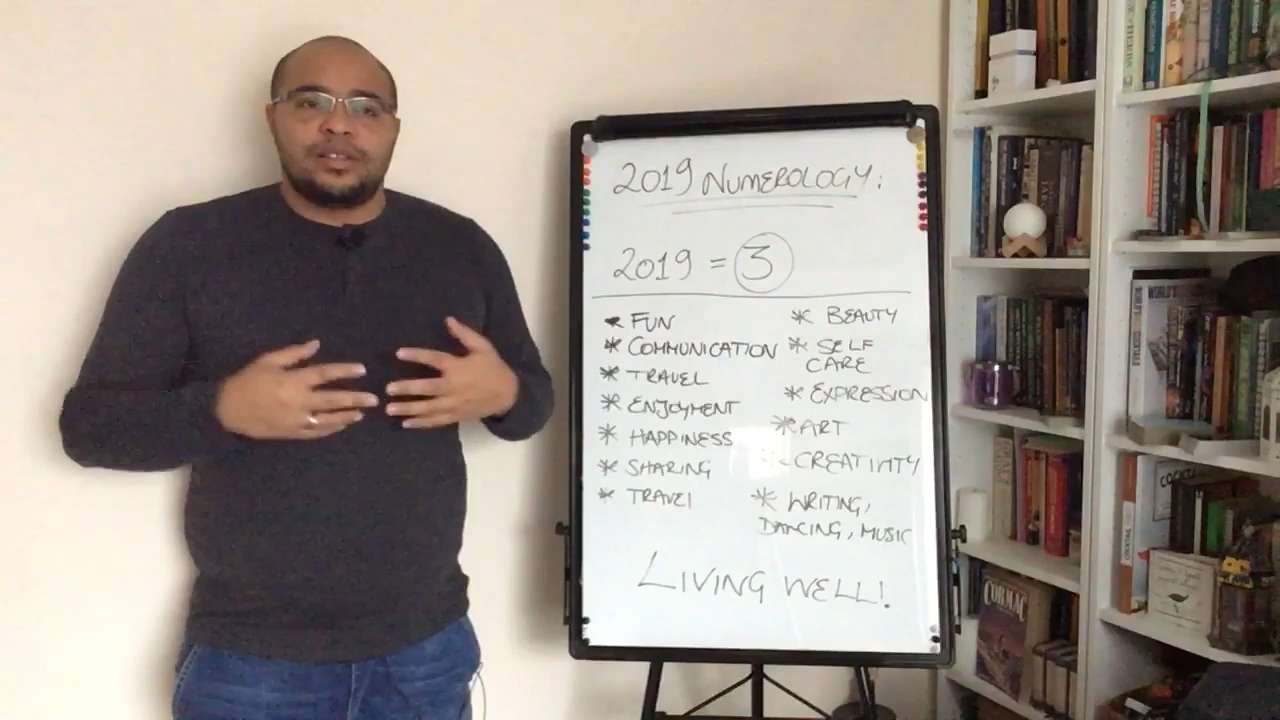 2019 NUMEROLOGY:
2019 = 3
* FUN
* COMMUNICATION
* TRAVEL
* ENJOYMENT
* HAPPINESS
* SHARING
* TRAVEL
* BEAUTY
* SELF
CARE
* EXPRESSION
* ART
* CREATIVITY
* WRITING,
DANCING, MUSIC
LIVING WELL!
CORMAC